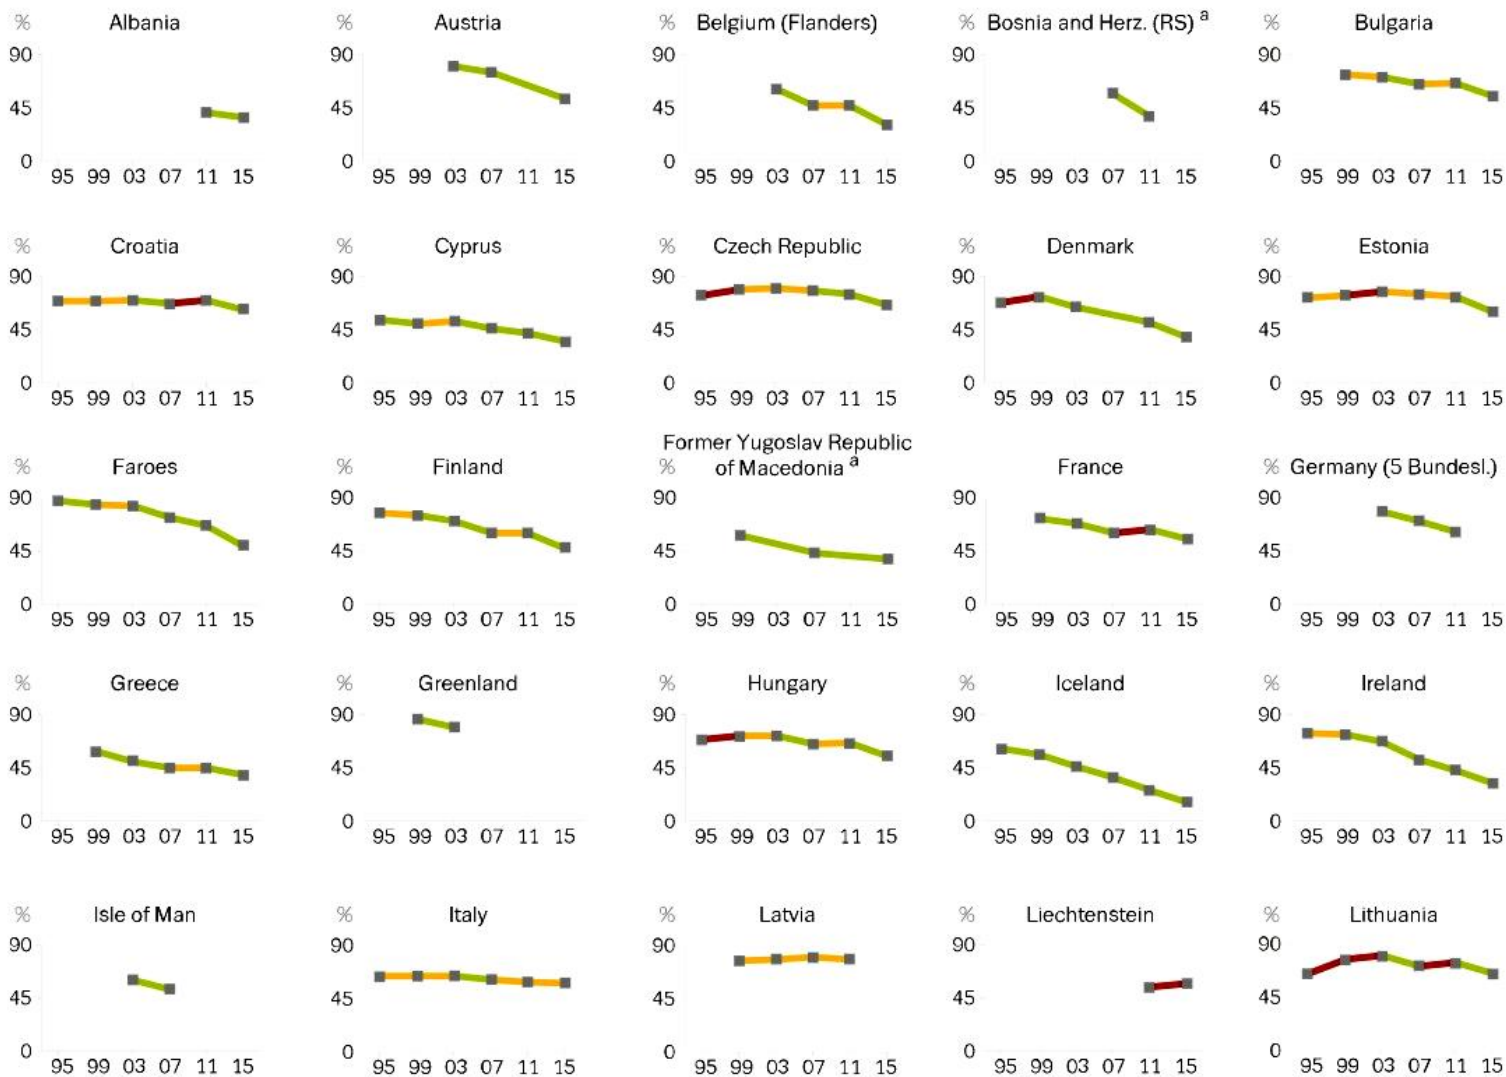 % Albania % Austria % Belgium (Flanders) % Bosnia and Herz. (RS) a % Bulgaria
90 90 90 90 90
45 45 45 45 45
0 0 0 0 0
95 99 03 07 11 15 95 99 03 07 11 15 95 99 03 07 11 15 95 99 03 07 11 15 95 99 03 07 11 15
% Croatia % Cyprus % Czech Republic % Denmark % Estonia
90 90 90 90 90
45 45 45 45 45
0 0 0 0 0
95 99 03 07 11 15 95 99 03 07 11 15 95 99 03 07 11 15 95 99 03 07 11 15 95 99 03 07 11 15
Former Yugoslav Republic
% Faroes % Finland % of Macedonia a % France % Germany (5 Bundesl.)
90 90 90 90 90
45 45 45 45 45
0 0 0 0 0
95 99 03 07 11 15 95 99 03 07 11 15 95 99 03 07 11 15 95 99 03 07 11 15 95 99 03 07 11 15
% Greece % Greenland % Hungary % Iceland % Ireland
90 90 90 90 90
45 45 45 45 45
0 0 0 0 0
95 99 03 07 11 15 95 99 03 07 11 15 95 99 03 07 11 15 95 99 03 07 11 15 95 99 03 07 11 15
% Isle of Man % Italy % Latvia % Liechtenstein % Lithuania
90 90 90 90 90
45 45 45 45 45
0 0 0 0 0
95 99 03 07 11 15 95 99 03 07 11 15 95 99 03 07 11 15 95 99 03 07 11 15 95 99 03 07 11 15